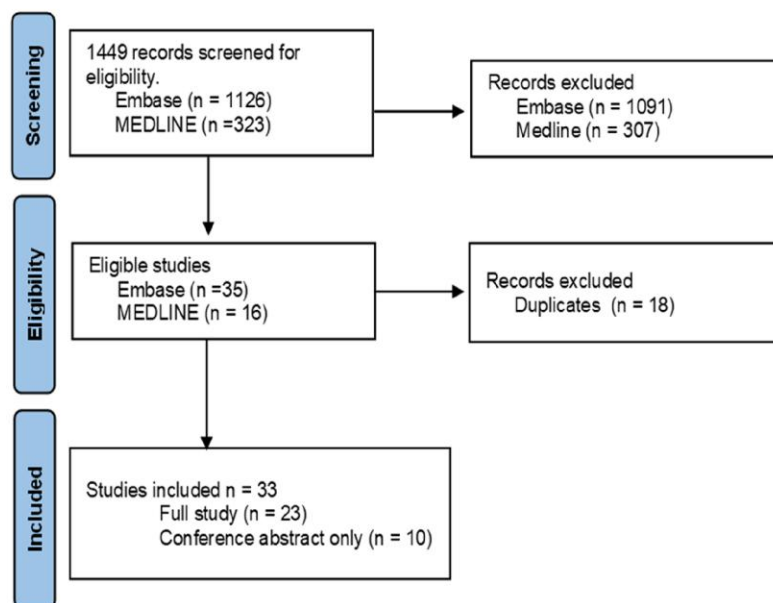 Screening
1449 records screened for
eligibility.
Embase (n = 1126)
MEDLINE (n =323)
Records excluded
Embase (n = 1091)
Medline (n = 307)
Eligibility
Eligible studies
Embase (n =35)
MEDLINE (n = 16)
Records excluded
Duplicates (n = 18)
Included
Studies included n = 33
Full study (n = 23)
Conference abstract only (n = 10)